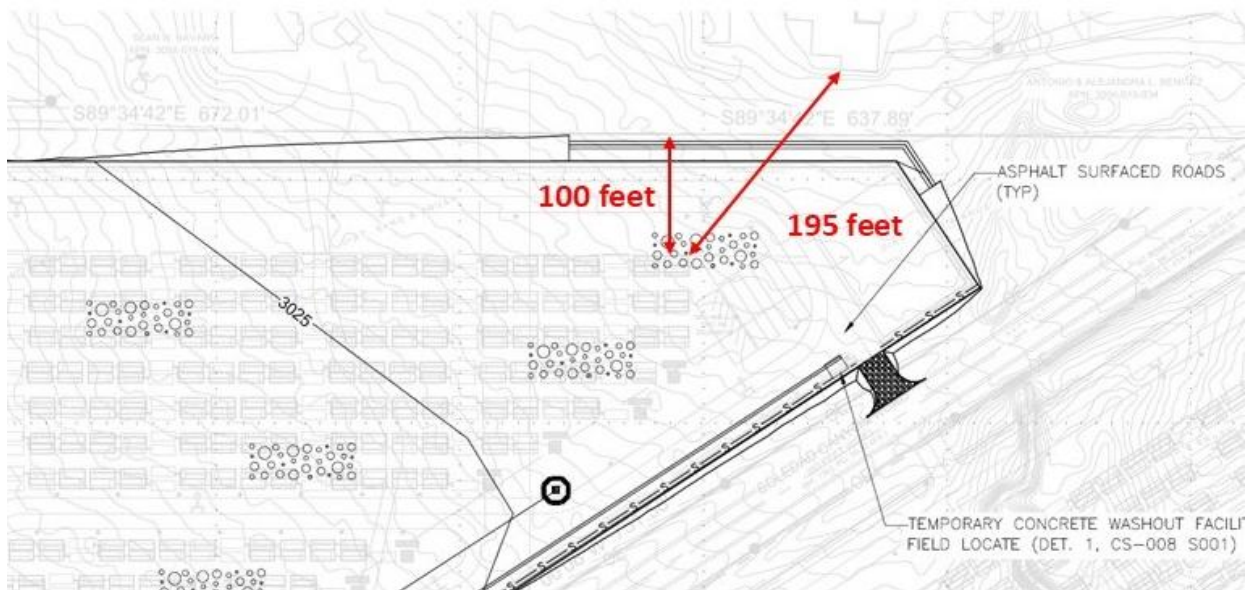 S89°34'42"E 672.01'
S89°34'42"E 637.89'
ASPHALT SURFACED ROADS
(TYP)
100 feet
195 feet
3025
S S S S S S S S S S S S
TEMPORARY CONCRETE WASHOUT FACILIT
FIELD LOCATE (DET. 1, CS-008 S001)